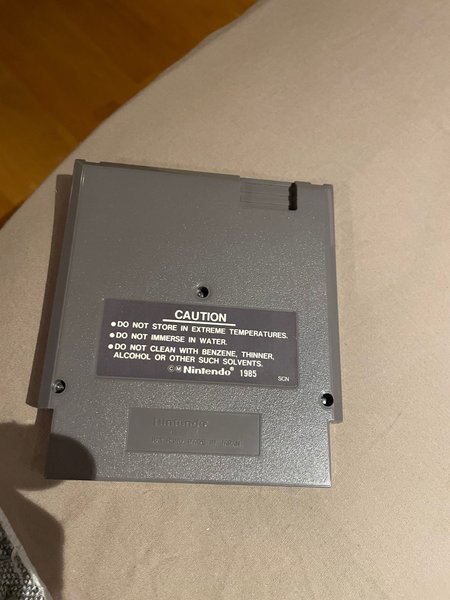 CAUTION
●DO NOT STORE IN EXTREME TEMPERATURES.
●DO NOT IMMERSE IN WATER.
●DO NOT CLEAN WITH BENZENE, THINNER,
ALCOHOL OR OTHER SUCH SOLVENTS.
©M Nintendo® 1985
SCN
Nintendo